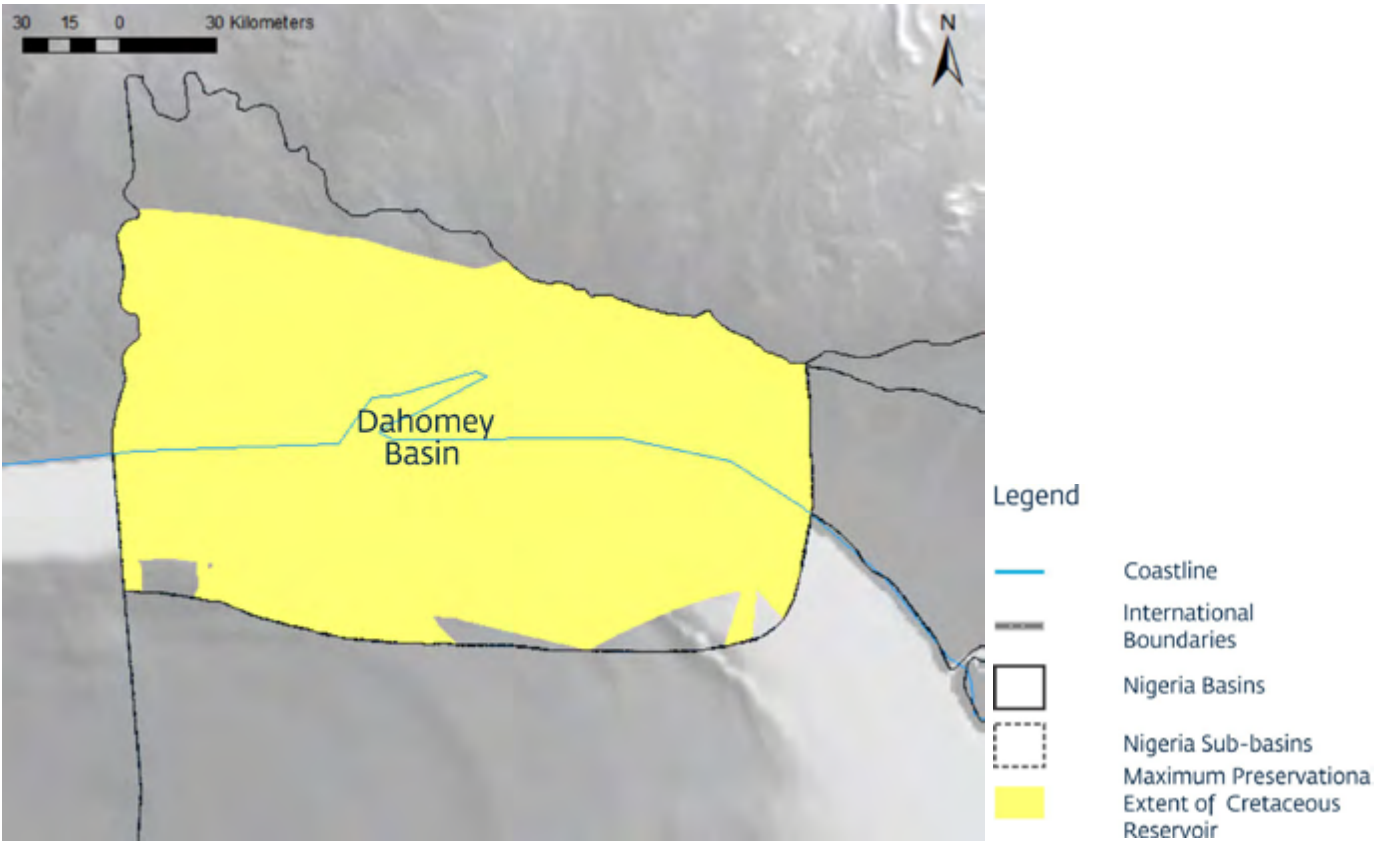 30 15 0 30 Kilometers
N
Dahomey
Basin
Legend
Coastline
International
Boundaries
Nigeria Basins
Nigeria Sub-basins
Maximum Preservationa
Extent of Cretaceous
Reservoir